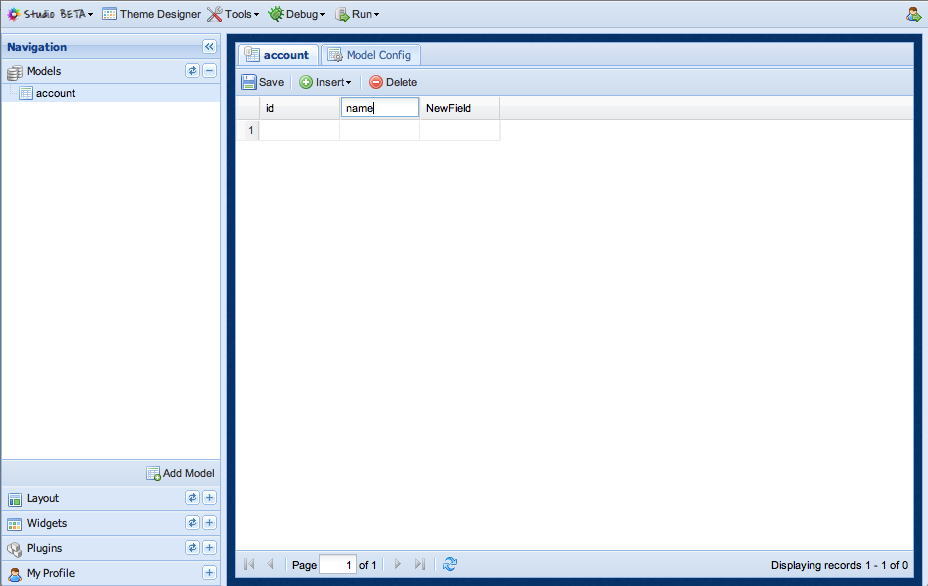 Studio BETA Theme Designer Tools Debug Run
Navigation
Models
account
Add Model
Layout
Widgets
Plugins
My Profile
account Model Config
Save Insert Delete
id name NewField
1
Page 1 of 1 Displaying records 1 - 1 of 0